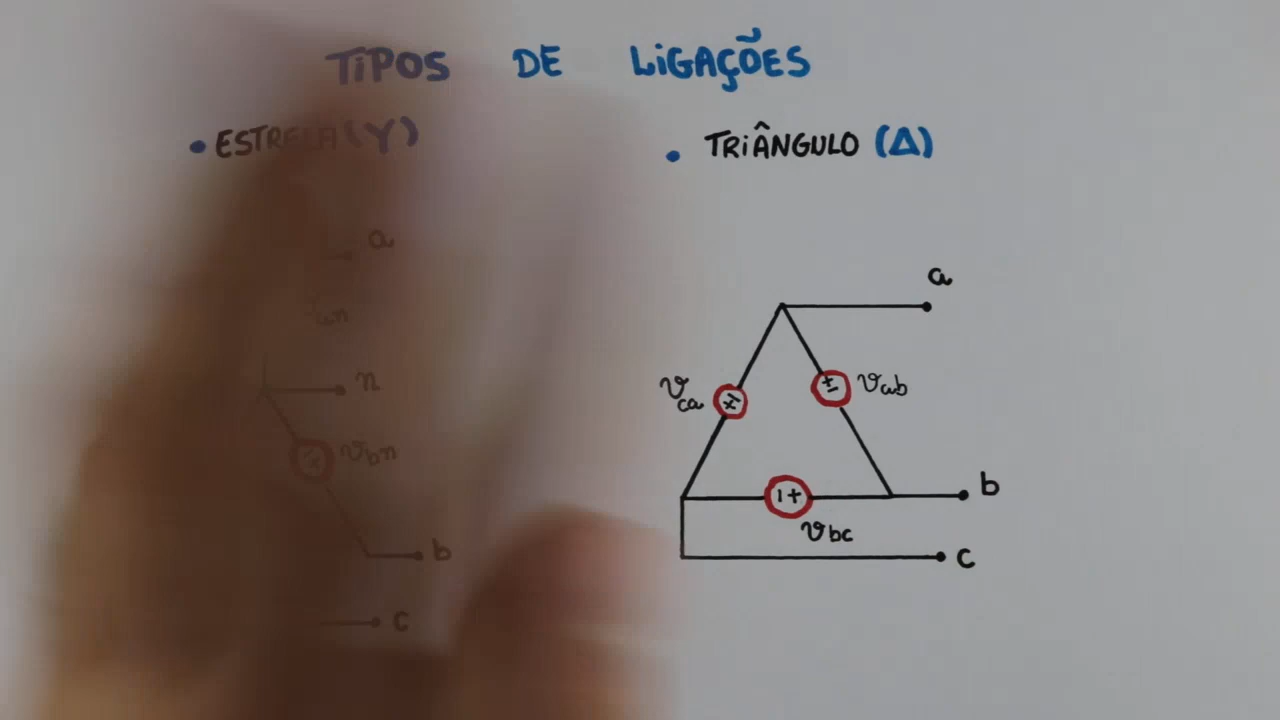 TIPOS DE LIGAÇÕES
• ESTRELA (Y)
• TRIÂNGULO (Δ)
a
n
vbn
b
c
a
vca
+-
+-
vab
-+
b
vbc
c